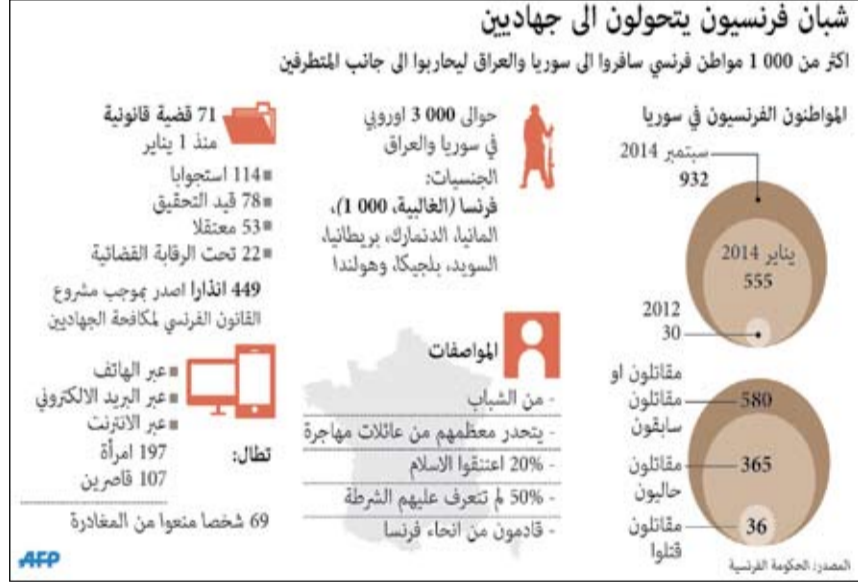 شبان فرنسيون يتحولون الى جهاديين
اكثر من 000 1 مواطن فرنسي سافروا الى سوريا والعراق ليحاربوا الى جانب المتطرفين
المواطنون الفرنسيون في سوريا
سبتمبر 2014
932
يناير 2014
555
2012
30
مقاتلون او
مقاتلون
سابقون
580
مقاتلون
حاليون
365
مقاتلون
قتلوا
36
المصدر: الحكومة الفرنسية
حوالى 000 3 اوروبي
في سوريا والعراق
الجنسيات:
فرنسا (الغالبية، 000 1)،
المانيا، الدنمارك، بريطانيا،
السويد، بلجيكا، وهولندا
المواصفات
- من الشباب
- يتحدر معظمهم من عائلات مهاجرة
- 20% اعتنقوا الاسلام
- 50% لم تتعرف عليهم الشرطة
- قادمون من انحاء فرنسا
71 قضية قانونية
منذ 1 يناير
114 استجوابا
78 قيد التحقيق
53 معتقلا
22 تحت الرقابة القضائية
449 انذارا اصدر بموجب مشروع
القانون الفرنسي لمكافحة الجهاديين
عبر الهاتف
عبر البريد الالكتروني
عبر الانترنت
تطال:
197 امرأة
107 قاصرين
69 شخصا منعوا من المغادرة
AFP